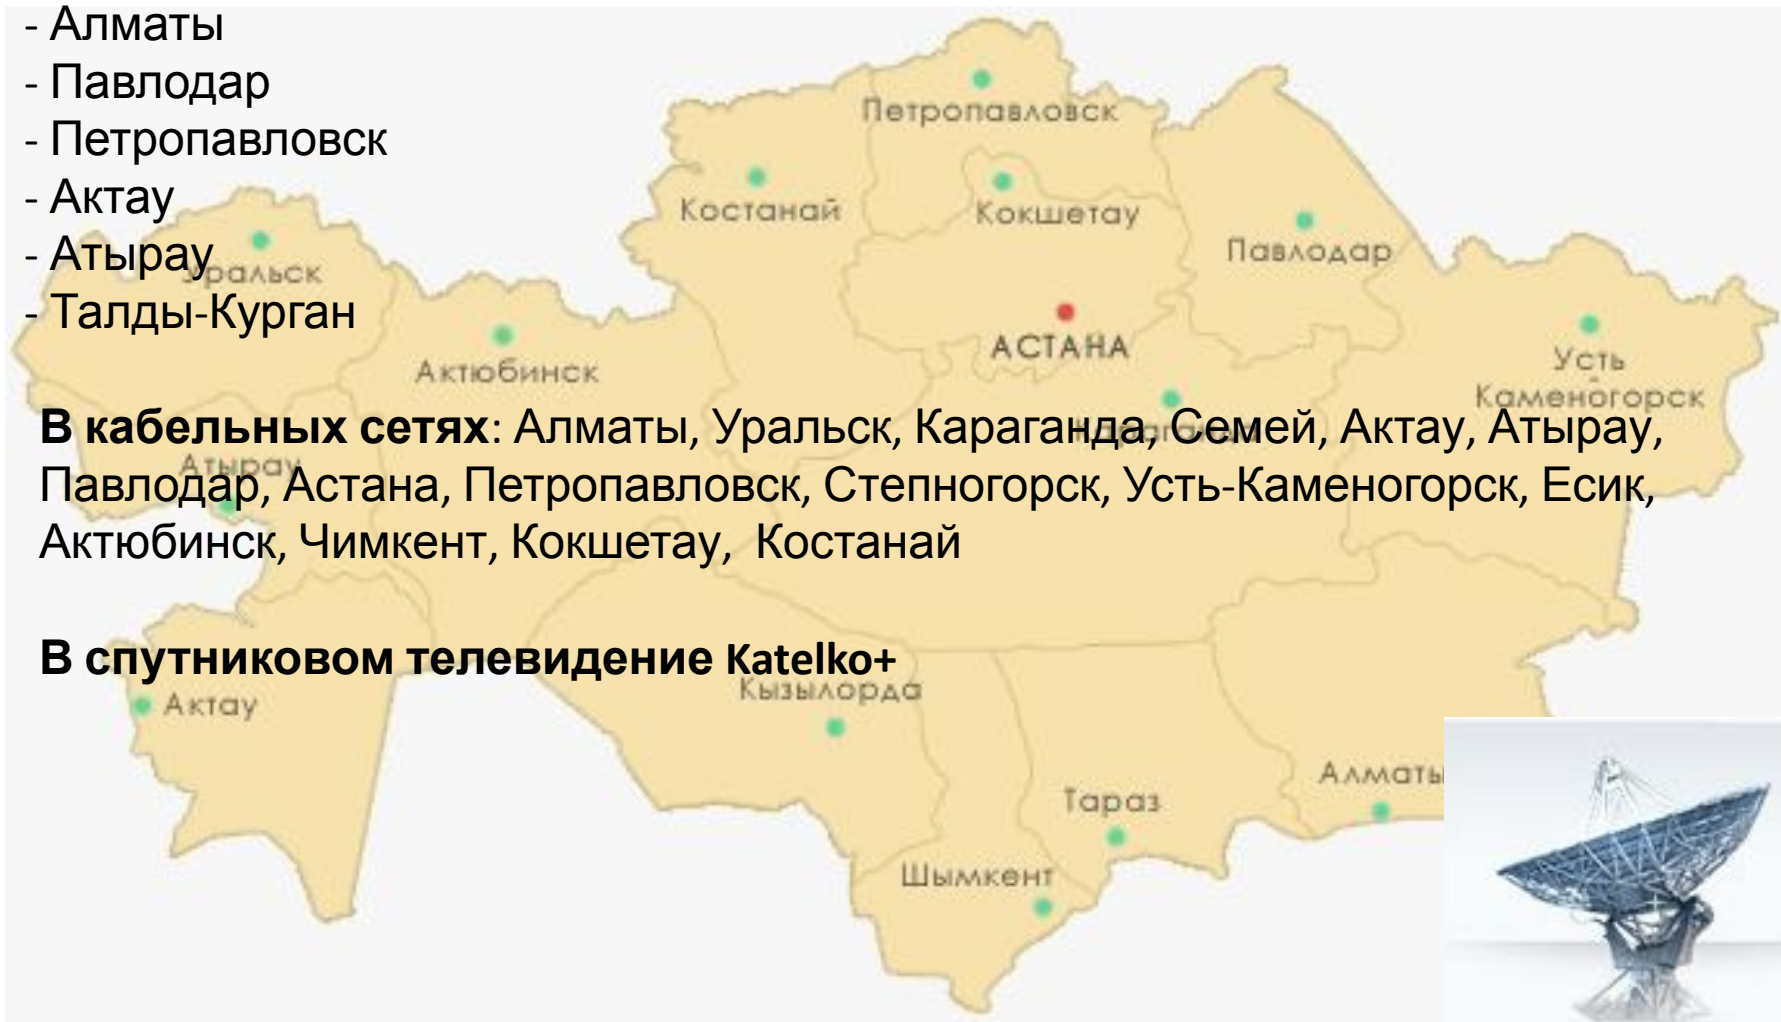 - Алматы
- Павлодар
- Петропавловск
- Актау
- Атырау
- Талды-Курган
В кабельных сетях: Алматы, Уральск, Караганда, Семей, Актау, Атырау,
Павлодар, Астана, Петропавловск, Степногорск, Усть-Каменогорск, Есик,
Актюбинск, Чимкент, Кокшетау, Костанай
В спутниковом телевидение Katelko+
Петропавловск
Костанай
Кокшетау
Павлодар
Уральск
АСТАНА
Актюбинск
Усть
Каменогорск
Караганда
Атырау
Актау
Кызылорда
Алматы
Тараз
Шымкент